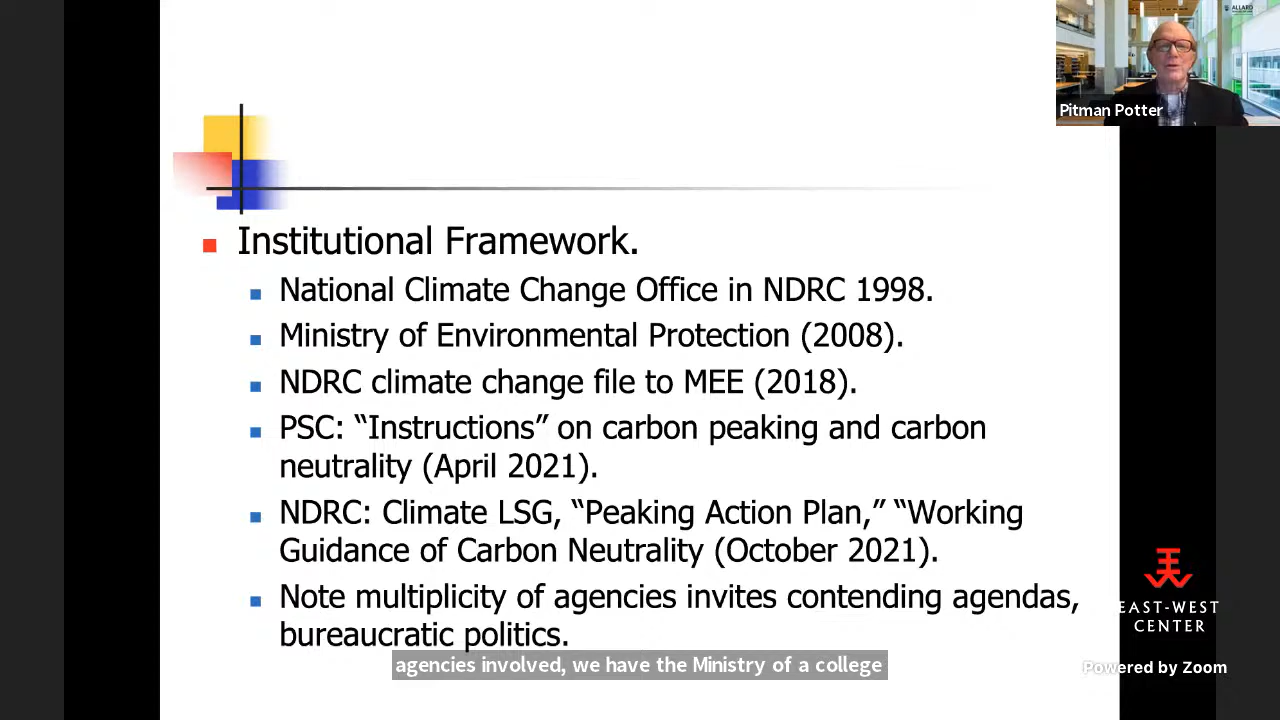 ALLARD
Pitman Potter
Institutional Framework.
National Climate Change Office in NDRC 1998.
Ministry of Environmental Protection (2008).
NDRC climate change file to MEE (2018).
PSC: “Instructions” on carbon peaking and carbon
neutrality (April 2021).
NDRC: Climate LSG, “Peaking Action Plan,” “Working
Guidance of Carbon Neutrality (October 2021).
Note multiplicity of agencies invites contending agendas,
bureaucratic politics.
agencies involved, we have the Ministry of a college
EAST-WEST
CENTER
Powered by Zoom